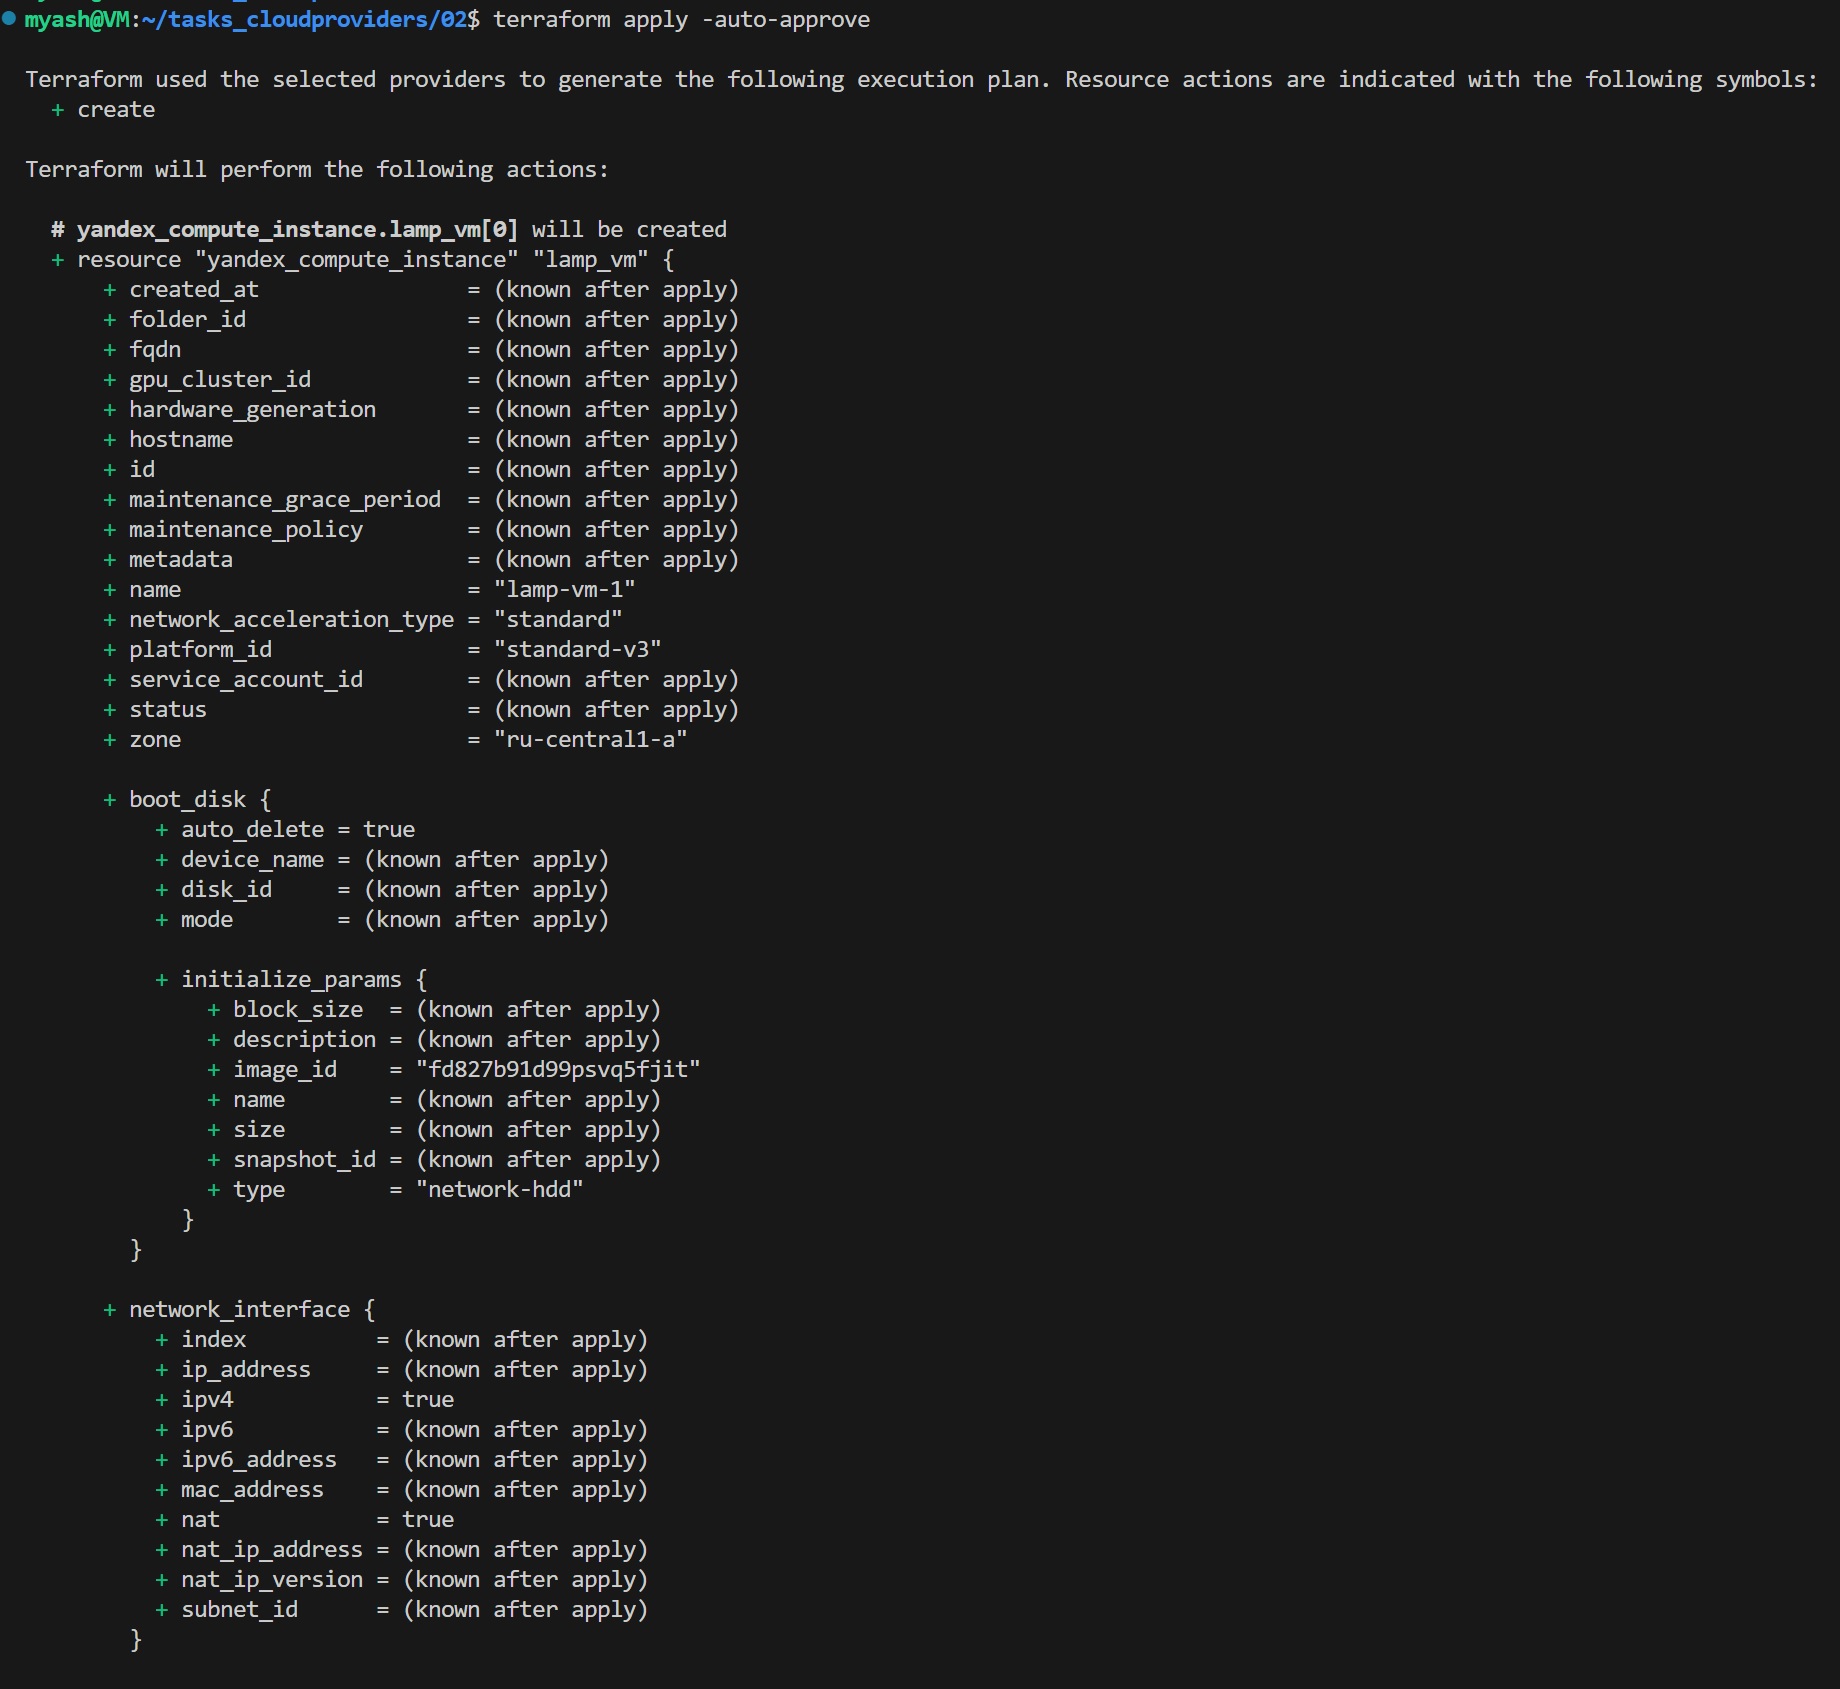 myash@VM:~/tasks_cloudproviders/02$ terraform apply -auto-approve
Terraform used the selected providers to generate the following execution plan. Resource actions are indicated with the following symbols:
+ create
Terraform will perform the following actions:
# yandex_compute_instance.lamp_vm[0] will be created
+ resource "yandex_compute_instance" "lamp_vm" {
+ created_at = (known after apply)
+ folder_id = (known after apply)
+ fqdn = (known after apply)
+ gpu_cluster_id = (known after apply)
+ hardware_generation = (known after apply)
+ hostname = (known after apply)
+ id = (known after apply)
+ maintenance_grace_period = (known after apply)
+ maintenance_policy = (known after apply)
+ metadata = (known after apply)
+ name = "lamp-vm-1"
+ network_acceleration_type = "standard"
+ platform_id = "standard-v3"
+ service_account_id = (known after apply)
+ status = (known after apply)
+ zone = "ru-central1-a"
+ boot_disk {
+ auto_delete = true
+ device_name = (known after apply)
+ disk_id = (known after apply)
+ mode = (known after apply)
+ initialize_params {
+ block_size = (known after apply)
+ description = (known after apply)
+ image_id = "fd827b91d99psvq5fjit"
+ name = (known after apply)
+ size = (known after apply)
+ snapshot_id = (known after apply)
+ type = "network-hdd"
}
}
+ network_interface {
+ index = (known after apply)
+ ip_address = (known after apply)
+ ipv4 = true
+ ipv6 = (known after apply)
+ ipv6_address = (known after apply)
+ mac_address = (known after apply)
+ nat = true
+ nat_ip_address = (known after apply)
+ nat_ip_version = (known after apply)
+ subnet_id = (known after apply)
}